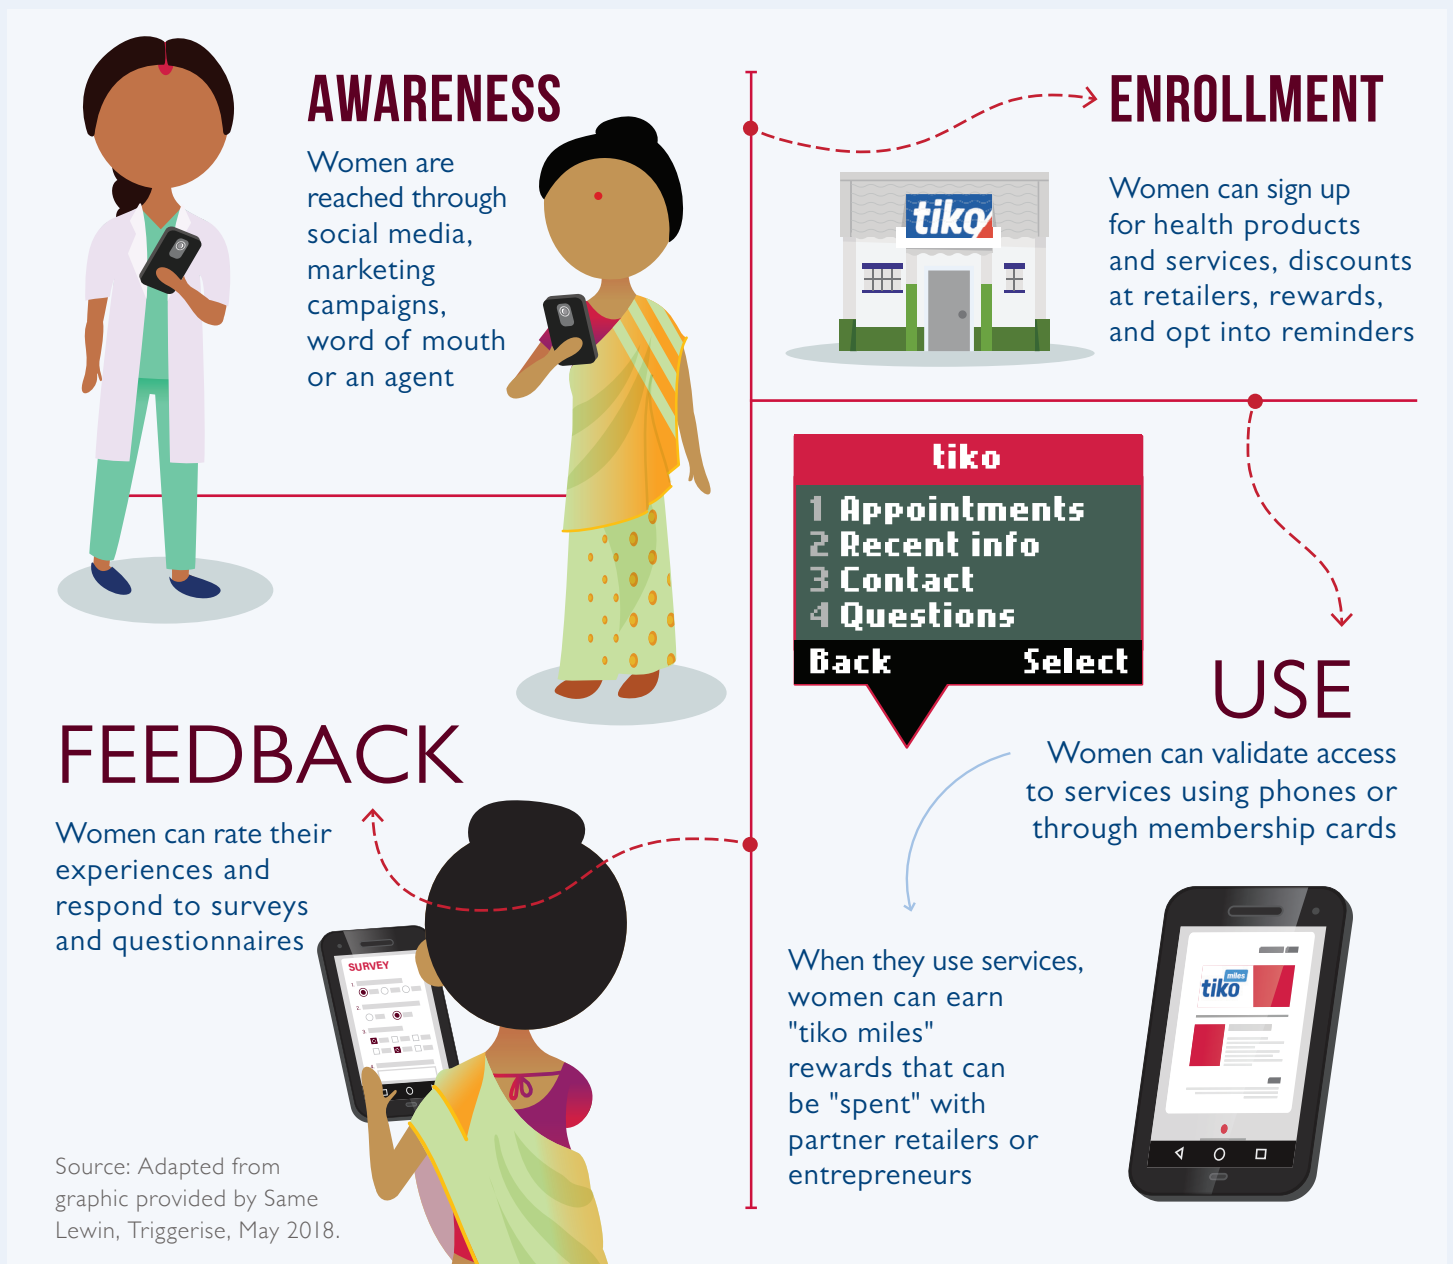 AWARENESS
Women are
reached through
social media,
marketing
campaigns,
word of mouth
or an agent
ENROLLMENT
tiko
Women can sign up
for health products
and services, discounts
at retailers, rewards,
and opt into reminders
tiko
1 Appointments
2 Recent info
3 Contact
4 Questions
Back Select
USE
Women can validate access
to services using phones or
through membership cards
When they use services,
women can earn
"tiko miles"
rewards that can
be "spent" with
partner retailers or
entrepreneurs
miles
tiko
FEEDBACK
Women can rate their
experiences and
respond to surveys
and questionnaires
SURVEY
1.
2.
3.
4.
Source: Adapted from
graphic provided by Same
Lewin, Triggerise, May 2018.